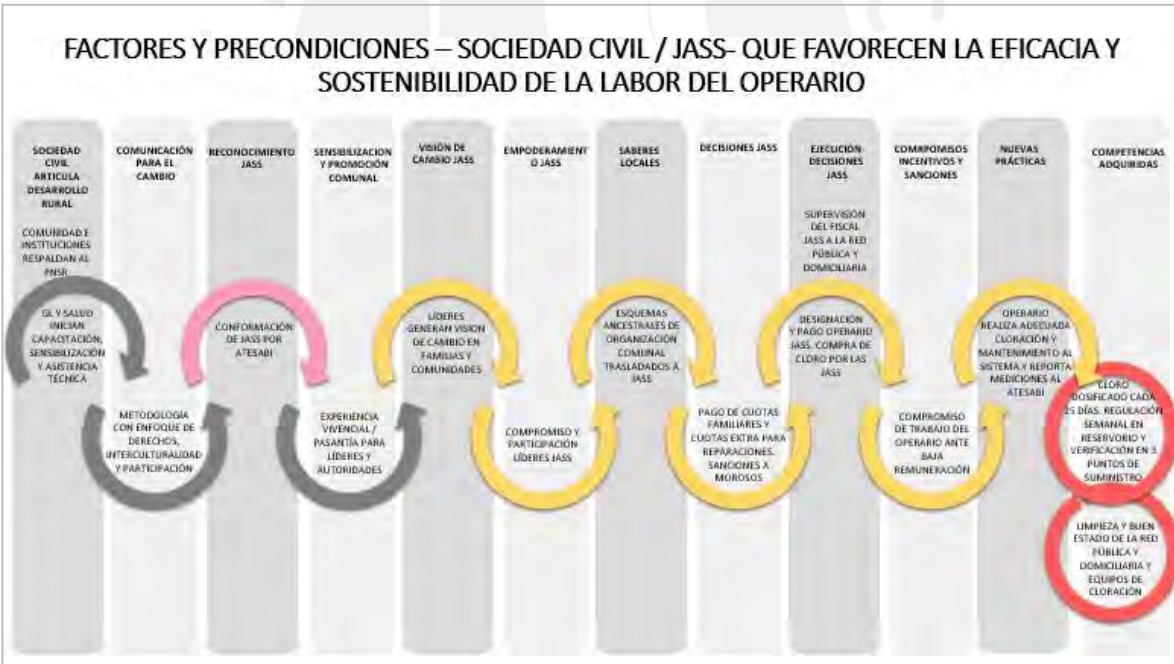 FACTORES Y PRECONDICIONES – SOCIEDAD CIVIL / JASS- QUE FAVORECEN LA EFICACIA Y
SOSTENIBILIDAD DE LA LABOR DEL OPERARIO
SOCIEDAD
CIVIL
ARTICULA
DESARROLLO
RURAL
COMUNIDAD E
INSTITUCIONES
RESPALDAN AL
PNSR
GL Y SALUD
INICIAN
CAPACITACIÓN,
SENSIBILIZACIÓN
Y ASISTENCIA
TÉCNICA
COMUNICACIÓN
PARA EL
CAMBIO
METODOLOGÍA
CON ENFOQUE DE
DERECHOS,
INTERCULTURALIDAD
Y PARTICIPACIÓN
RECONOCIMIENTO
JASS
CONFORMACIÓN
DE JASS POR
ATESABI
SENSIBILIZACION
Y PROMOCIÓN
COMUNAL
EXPERIENCIA
VIVENCIAL /
PASANTÍA PARA
LÍDERES Y
AUTORIDADES
VISIÓN DE
CAMBIO JASS
LÍDERES
GENERAN VISION
DE CAMBIO EN
FAMILIAS Y
COMUNIDADES
EMPODERAMIENT
O JASS
COMPROMISO Y
PARTICIPACIÓN
LÍDERES JASS
SABERES
LOCALES
ESQUEMAS
ANCESTRALES DE
ORGANIZACIÓN
COMUNAL
TRASLADADOS A
JASS
DECISIONES JASS
PAGO DE CUOTAS
FAMILIARES Y
CUOTAS EXTRA PARA
REPARACIONES.
SANCIONES A
MOROSOS
EJECUCIÓN
DECISIONES
JASS
SUPERVISIÓN
DEL FISCAL
JASS A LA RED
PÚBLICA Y
DOMICILIARIA
DESIGNACIÓN
Y PAGO OPERARIO
JASS. COMPRA DE
CLORO POR LAS
JASS
COMRPOMISOS
INCENTIVOS Y
SANCIONES
COMPROMISO
DE TRABAJO DEL
OPERARIO ANTE
BAJA
REMUNERACIÓN
NUEVAS
PRÁCTICAS
OPERARIO
REALIZA ADECUADA
CLORACIÓN Y
MANTENIMIENTO AL
SISTEMA Y REPORTA
MEDICIONES AL
ATESABI
COMPETENCIAS
ADQUIRIDAS
CLORO
DOSIFICADO CADA
25 DÍAS. REGULACIÓN
SEMANAL EN
RESERVORIO Y
VERIFICACIÓN EN 3
PUNTOS DE
SUMINISTRO
LIMPIEZA Y BUEN
ESTADO DE LA RED
PÚBLICA Y
DOMICILIARIA Y
EQUIPOS DE
CLORACIÓN